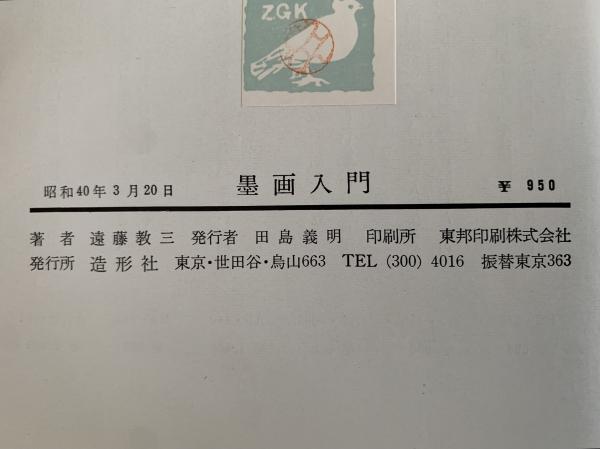 ZGK
昭和40年3月20日 墨画入門 ¥ 950
著者 遠藤教三 発行者 田島義明 印刷所 東邦印刷株式会社
発行所 造形社 東京・世田谷・烏山663 TEL (300) 4016 振替東京363